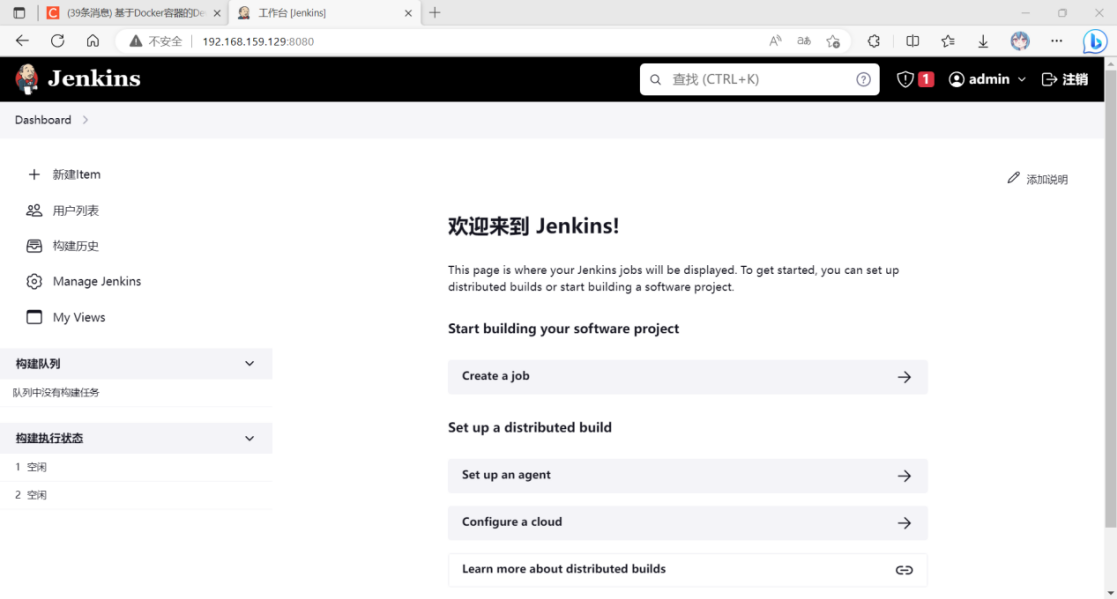 (39条消息) 基于Docker容器的De
工作台 [Jenkins]
不安全
192.168.159.129:8080
Jenkins
查找 (CTRL+K)
1
admin
注销
Dashboard
新建Item
添加说明
用户列表
构建历史
Manage Jenkins
My Views
构建队列
队列中没有构建任务
构建执行状态
1 空闲
2 空闲
欢迎来到 Jenkins!
This page is where your Jenkins jobs will be displayed. To get started, you can set up
distributed builds or start building a software project.
Start building your software project
Create a job
Set up a distributed build
Set up an agent
Configure a cloud
Learn more about distributed builds